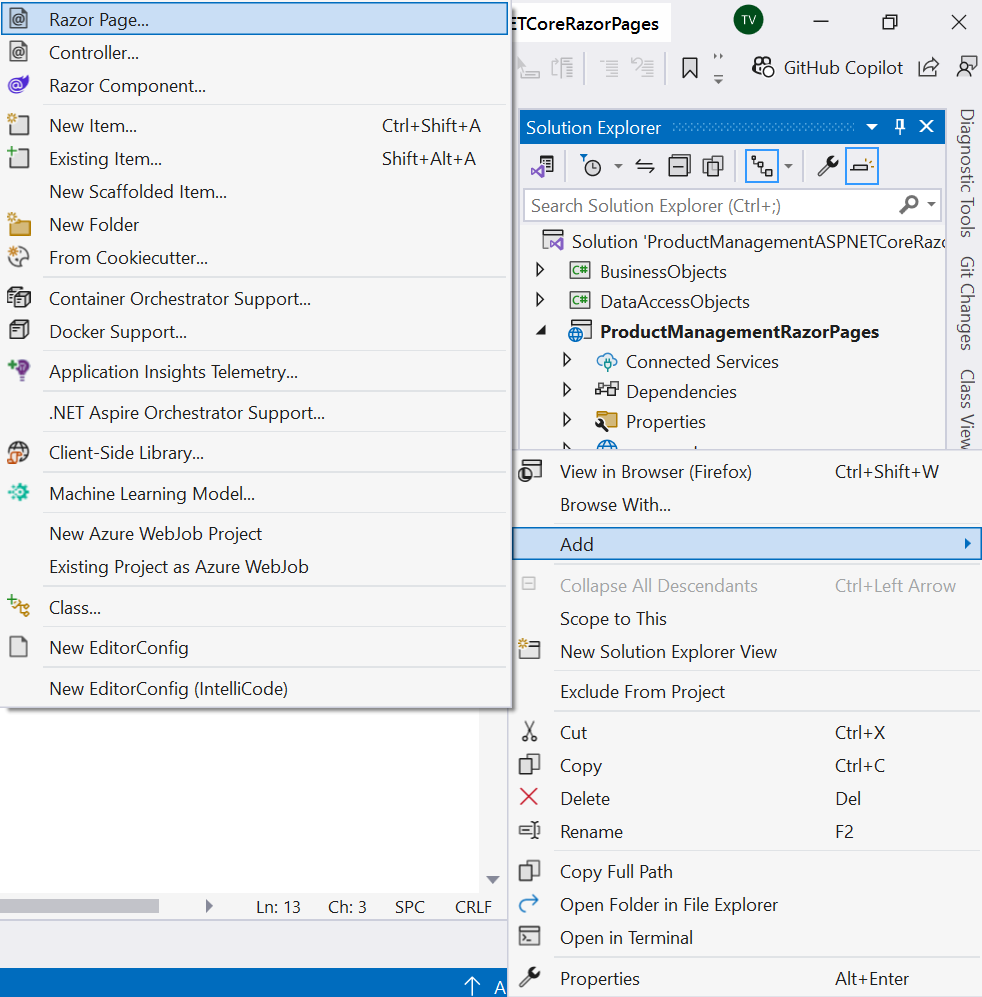 Razor Page...
Controller...
Razor Component...
New Item... Ctrl+Shift+A
Existing Item... Shift+Alt+A
New Scaffolded Item...
New Folder
From Cookiecutter...
Container Orchestrator Support...
Docker Support...
Application Insights Telemetry...
.NET Aspire Orchestrator Support...
Client-Side Library...
Machine Learning Model...
New Azure WebJob Project
Existing Project as Azure WebJob
Class...
New EditorConfig
New EditorConfig (IntelliCode)
ETCoreRazorPages
TV
GitHub Copilot
Solution Explorer
Search Solution Explorer (Ctrl+;)
Solution 'ProductManagementASPNETCoreRazo
BusinessObjects
DataAccessObjects
ProductManagementRazorPages
Connected Services
Dependencies
Properties
Diagnostic Tools
Git Changes
Class View
View in Browser (Firefox) Ctrl+Shift+W
Browse With...
Add
Collapse All Descendants Ctrl+Left Arrow
Scope to This
New Solution Explorer View
Exclude From Project
Cut Ctrl+X
Copy Ctrl+C
Delete Del
Rename F2
Copy Full Path
Open Folder in File Explorer
Open in Terminal
Properties Alt+Enter
Ln: 13 Ch: 3 SPC CRLF
A